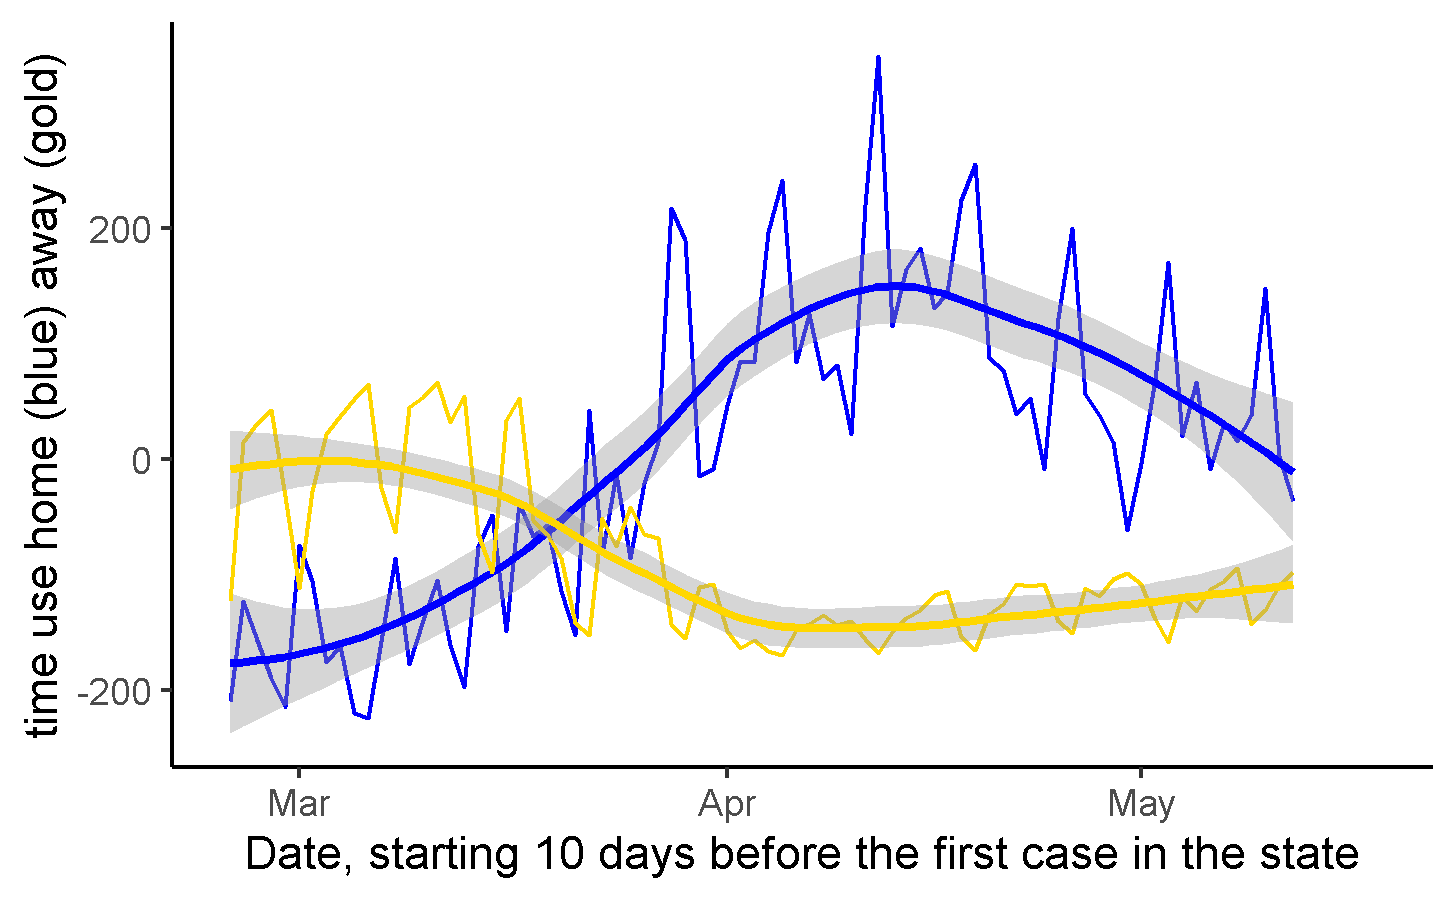 time use home (blue) away (gold)
200
0
-200
Mar
Apr
May
Date, starting 10 days before the first case in the state